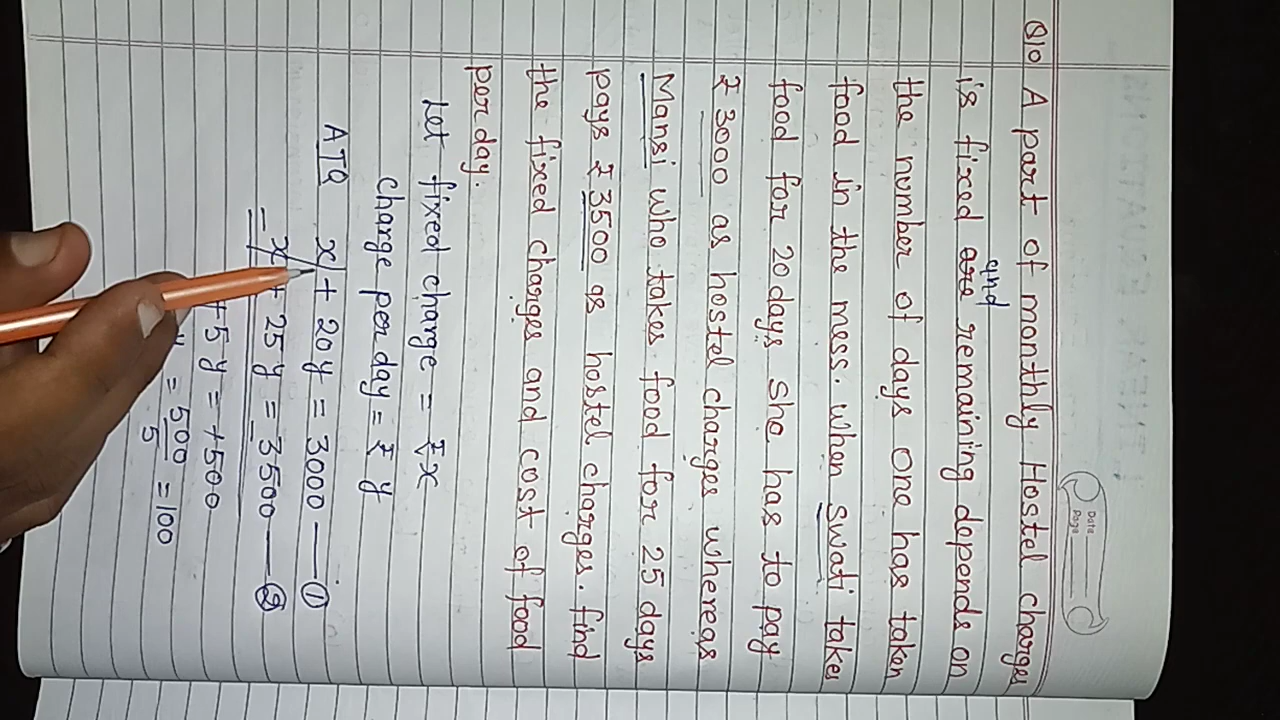 Date
Page
Q10 A part of monthly Hostel charges
is fixed and remaining depends on
the number of days one has taken
food in the mess. when swati takes
food for 20 days she has to pay
₹ 3000 as hostel charges whereas
Mansi who takes food for 25 days
pays ₹ 3500 as hostel charges. find
the fixed charges and cost of food
per day.
Let fixed charge = ₹x
charge per day = ₹ y
ATQ x + 20y = 3000 — ①
x + 25y = 3500 — ②
+5y = +500
y = 500/5 = 100